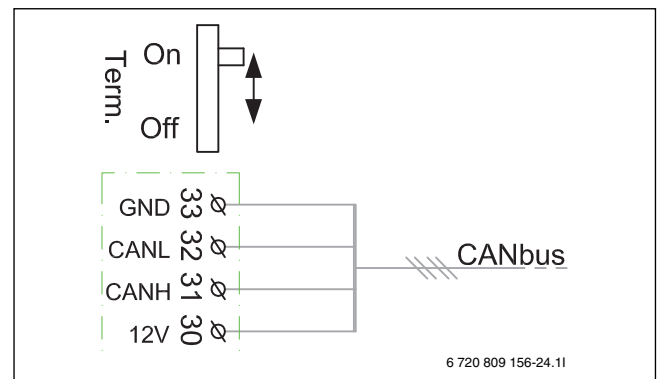 On
Term.
Off
GND 33
CANL 32
CANH 31
12V 30
CANbus
6 720 809 156-24.1I